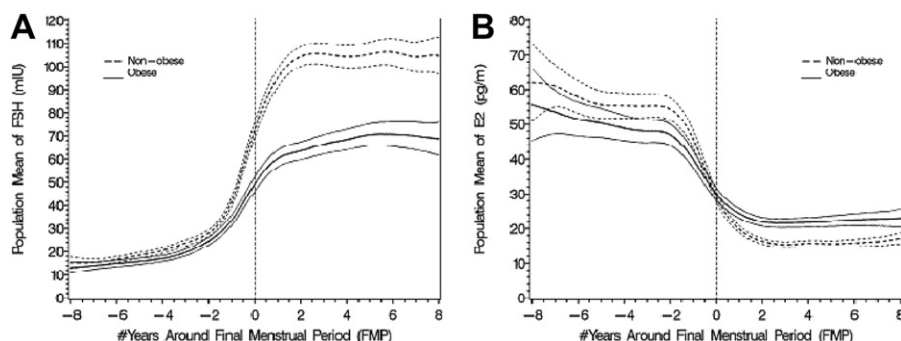 A
Population Mean of FSH (mIU)
120
110
100
90
80
70
60
50
40
30
20
10
0
Non-obese
Obese
-8 -6 -4 -2 0 2 4 6 8
#Years Around Final Menstrual Period (FMP)
B
Population Mean of E2 (pg/m)
80
70
60
50
40
30
20
10
0
Non-obese
Obese
-8 -6 -4 -2 0 2 4 6 8
#Years Around Final Menstrual Period (FMP)